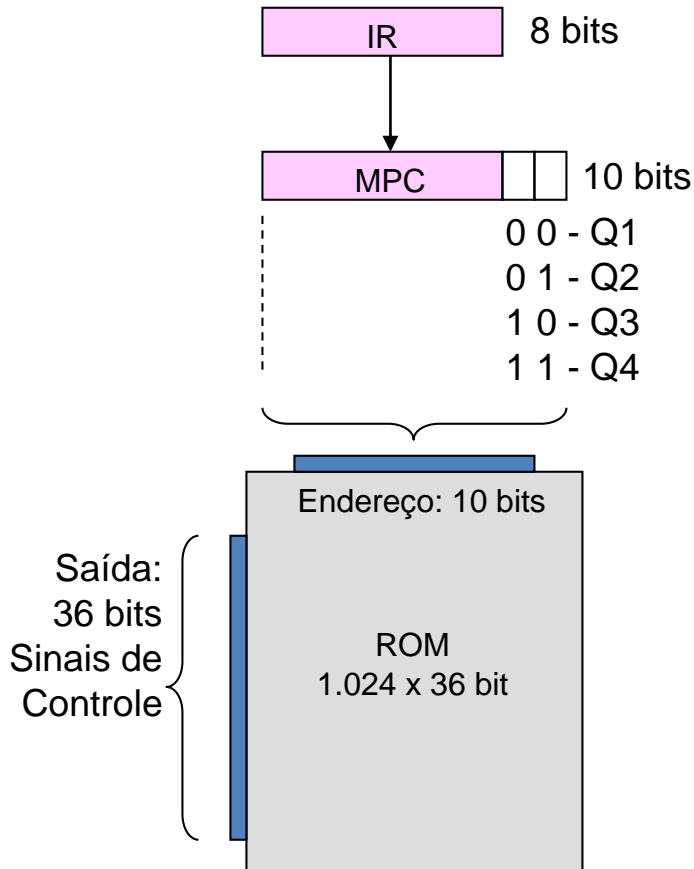 IR
8 bits
MPC
10 bits
0 0 - Q1
0 1 - Q2
1 0 - Q3
1 1 - Q4
Endereço: 10 bits
Saída:
36 bits
Sinais de
Controle
ROM
1.024 x 36 bit